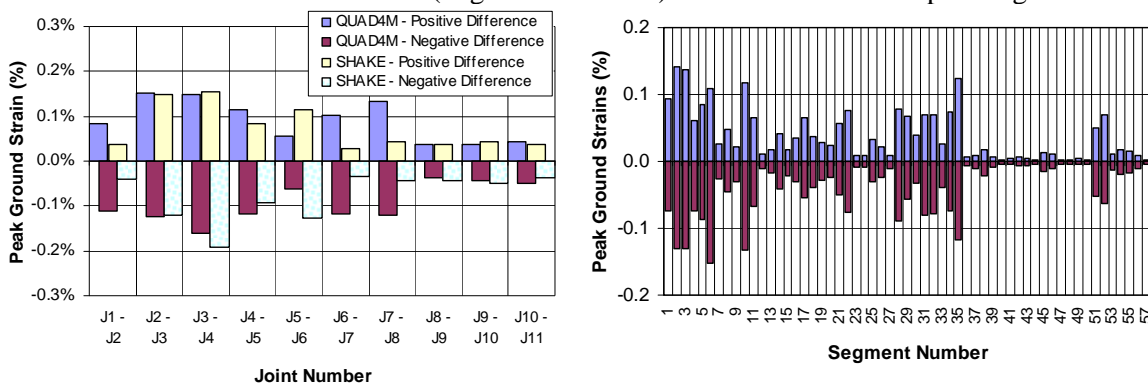 QUAD4M - Positive Difference
QUAD4M - Negative Difference
SHAKE - Positive Difference
SHAKE - Negative Difference
Peak Ground Strain (%)
0.3%
0.2%
0.1%
0.0%
-0.1%
-0.2%
-0.3%
J1 - J2
J2 - J3
J3 - J4
J4 - J5
J5 - J6
J6 - J7
J7 - J8
J8 - J9
J9 - J10
J10 - J11
Joint Number
Peak Ground Strains (%)
0.2
0.1
0.0
-0.1
-0.2
1 3 5 7 9 11 13 15 17 19 21 23 25 27 29 31 33 35 37 39 41 43 45 47 49 51 53 55 57
Segment Number